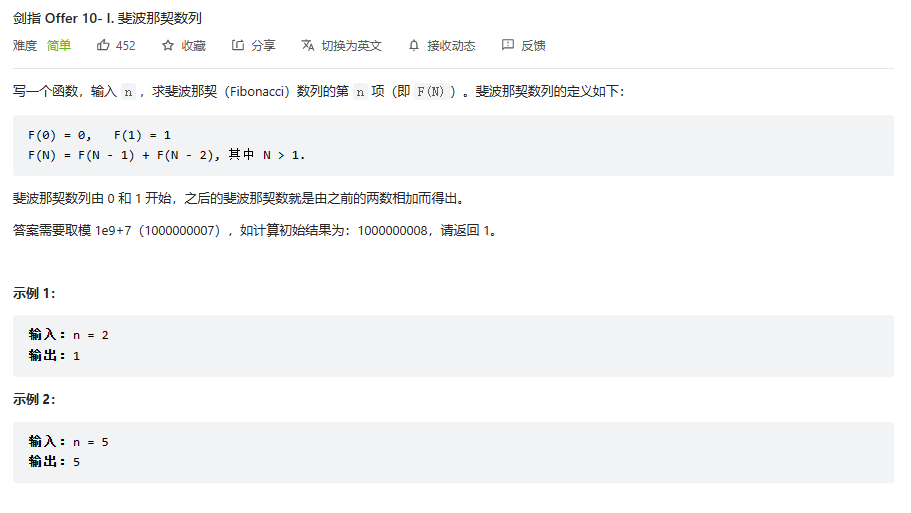 剑指 Offer 10- I. 斐波那契数列
难度 简单 452 收藏 分享 切换为英文 接收动态 反馈
写一个函数，输入 n ，求斐波那契（Fibonacci）数列的第 n 项（即 F(N)）。斐波那契数列的定义如下：
F(0) = 0,   F(1) = 1
F(N) = F(N - 1) + F(N - 2), 其中 N > 1.
斐波那契数列由 0 和 1 开始，之后的斐波那契数就是由之前的两数相加而得出。
答案需要取模 1e9+7（1000000007），如计算初始结果为：1000000008，请返回 1。
示例 1：
输入：n = 2
输出：1
示例 2：
输入：n = 5
输出：5